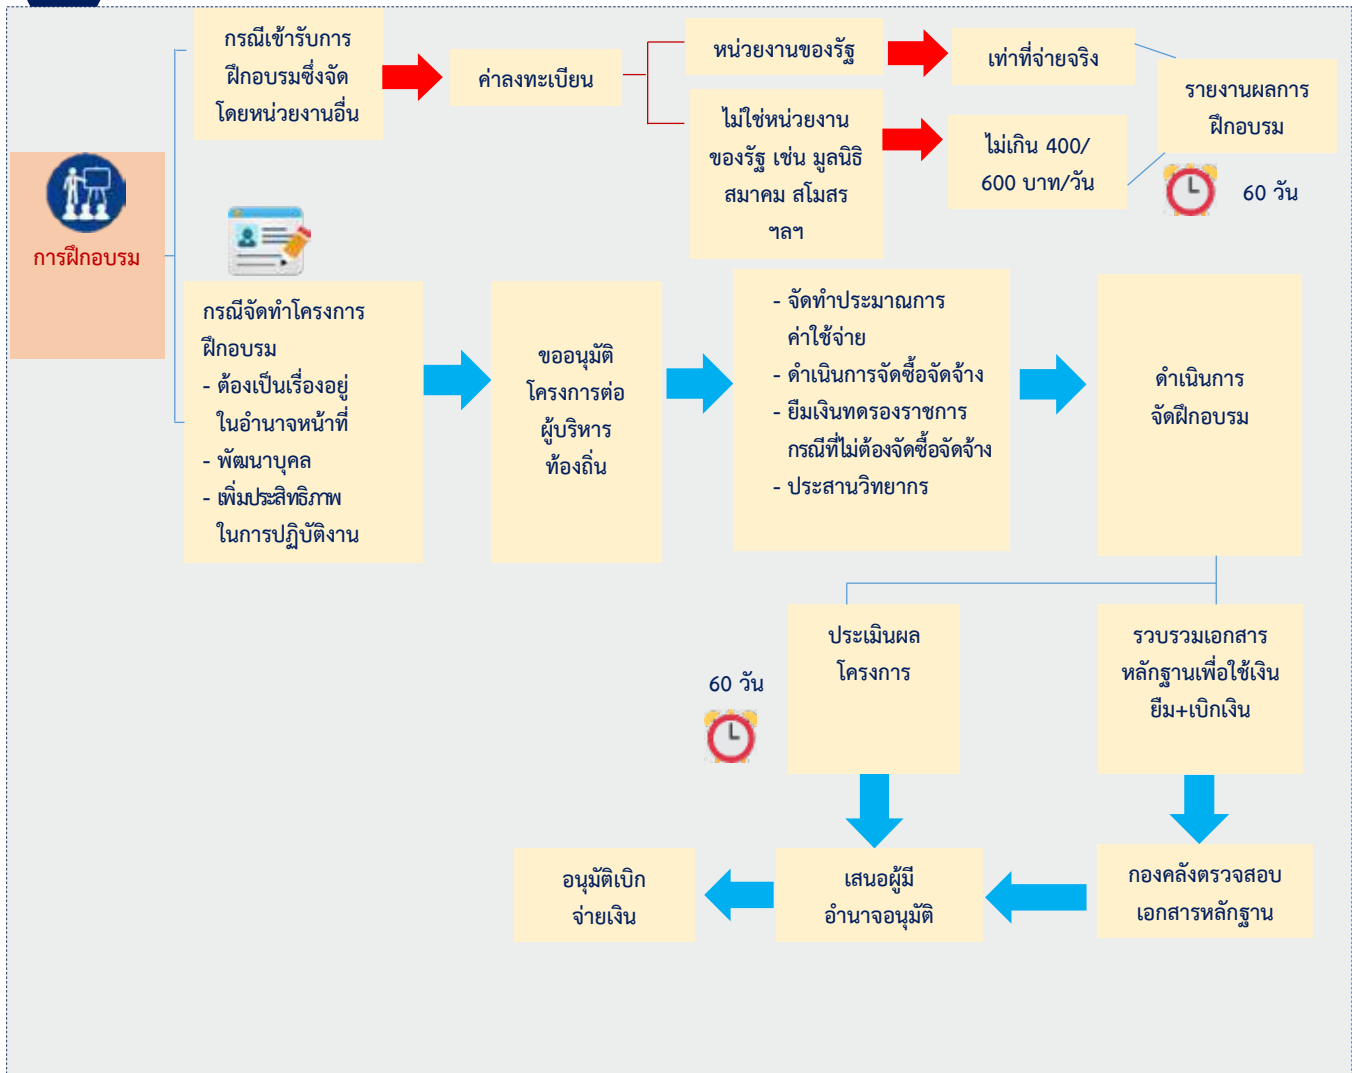 การฝึกอบรม
กรณีเข้ารับการ
ฝึกอบรมซึ่งจัด
โดยหน่วยงานอื่น
ค่าลงทะเบียน
หน่วยงานของรัฐ
เท่าที่จ่ายจริง
ไม่ใช่หน่วยงาน
ของรัฐ เช่น มูลนิธิ
สมาคม สโมสร
ฯลฯ
ไม่เกิน 400/
600 บาท/วัน
รายงานผลการ
ฝึกอบรม
60 วัน
กรณีจัดทำโครงการ
ฝึกอบรม
- ต้องเป็นเรื่องอยู่
ในอำนาจหน้าที่
- พัฒนาบุคล
- เพิ่มประสิทธิภาพ
ในการปฏิบัติงาน
ขออนุมัติ
โครงการต่อ
ผู้บริหาร
ท้องถิ่น
- จัดทำประมาณการ
ค่าใช้จ่าย
- ดำเนินการจัดซื้อจัดจ้าง
- ยืมเงินทดรองราชการ
กรณีที่ไม่ต้องจัดซื้อจัดจ้าง
- ประสานวิทยากร
ดำเนินการ
จัดฝึกอบรม
ประเมินผล
โครงการ
60 วัน
รวบรวมเอกสาร
หลักฐานเพื่อใช้เงิน
ยืม+เบิกเงิน
กองคลังตรวจสอบ
เอกสารหลักฐาน
เสนอผู้มี
อำนาจอนุมัติ
อนุมัติเบิก
จ่ายเงิน